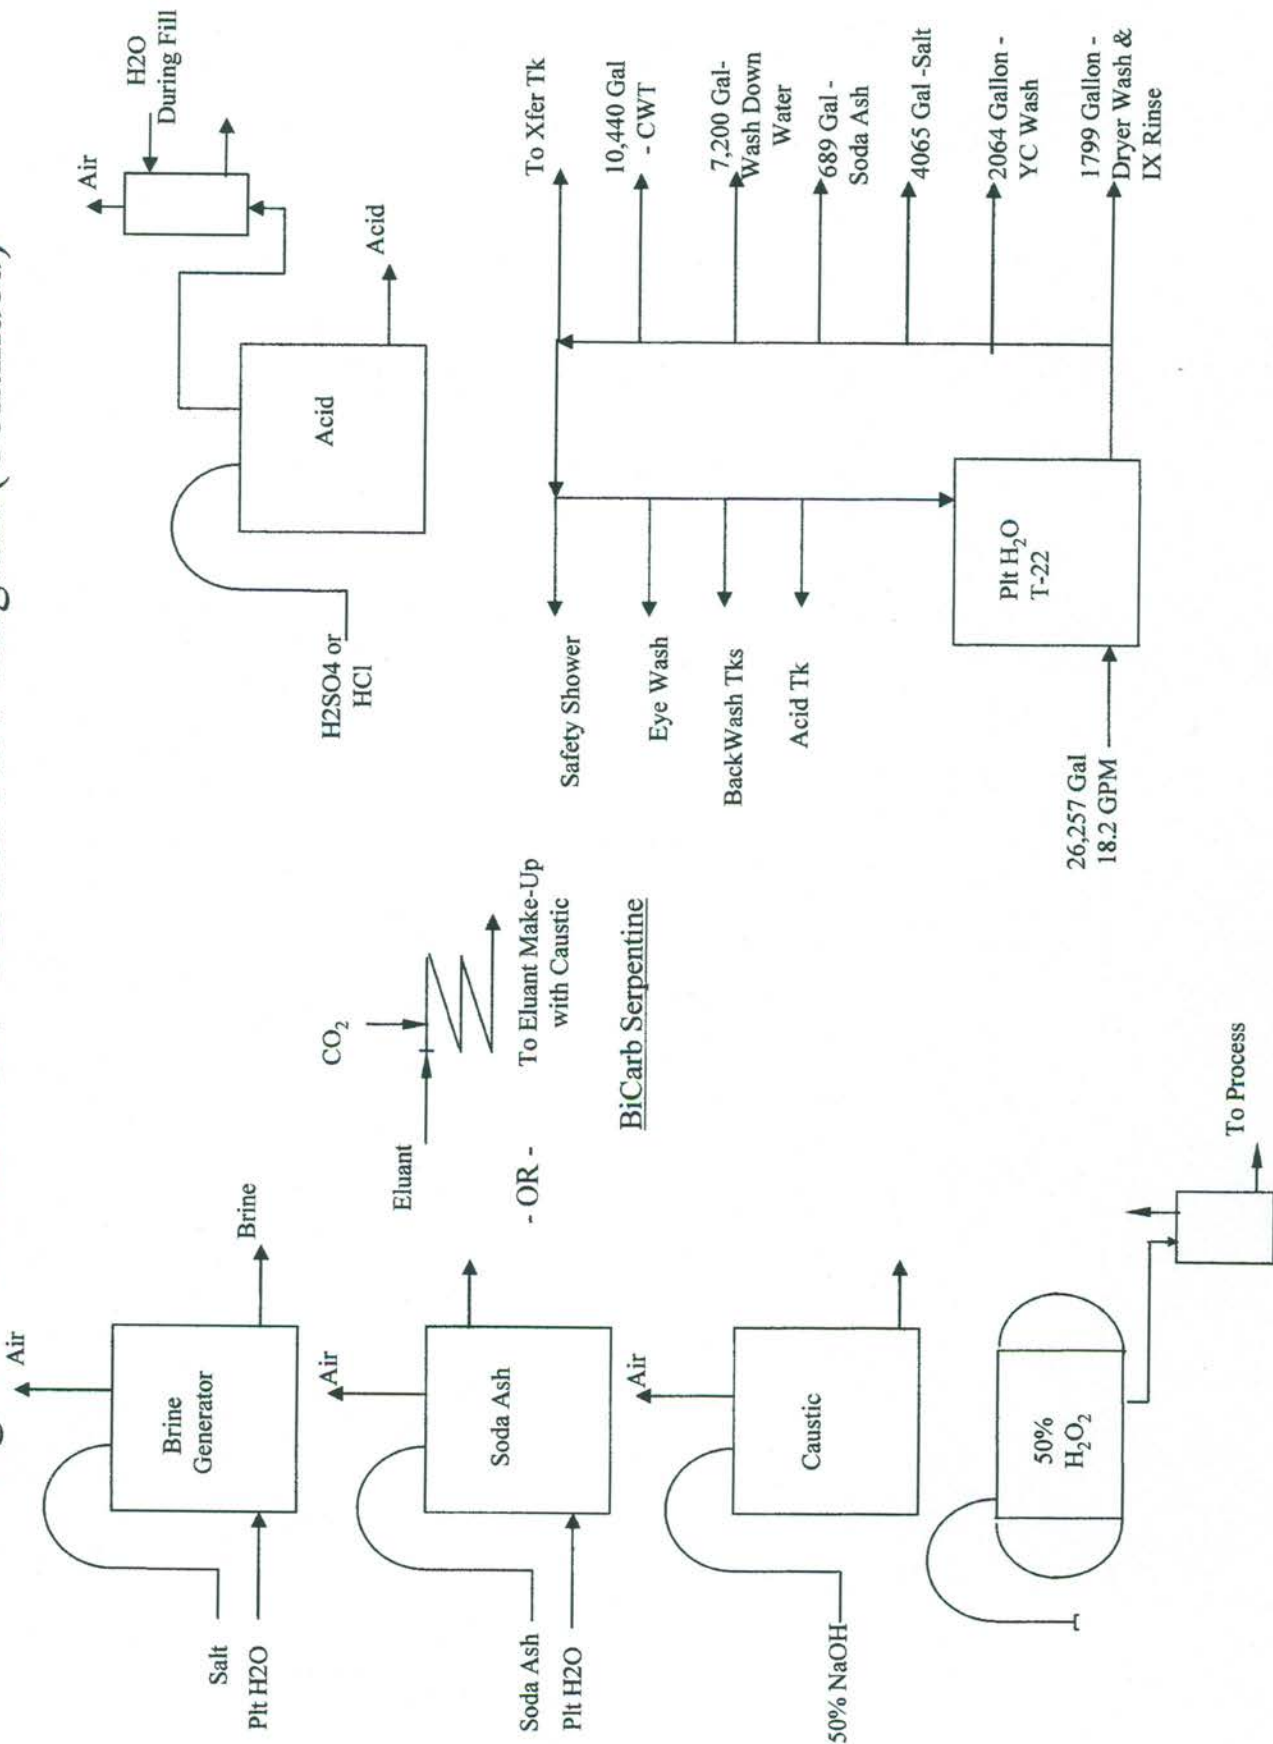 (Continued)
Air
Brine
Generator
Brine
Salt
Plt H2O
Air
Soda Ash
Soda Ash
Plt H2O
- OR -
CO2
Eluant
To Eluant Make-Up
with Caustic
BiCarb Serpentine
Air
Caustic
50% NaOH
50%
H2O2
To Process
Air
H2O
During Fill
Acid
Acid
H2SO4 or
HCl
To Xfer Tk
10,440 Gal
- CWT
7,200 Gal-
Wash Down
Water
689 Gal -
Soda Ash
4065 Gal -Salt
2064 Gallon -
YC Wash
1799 Gallon -
Dryer Wash &
IX Rinse
Safety Shower
Eye Wash
BackWash Tks
Acid Tk
Plt H2O
T-22
26,257 Gal
18.2 GPM